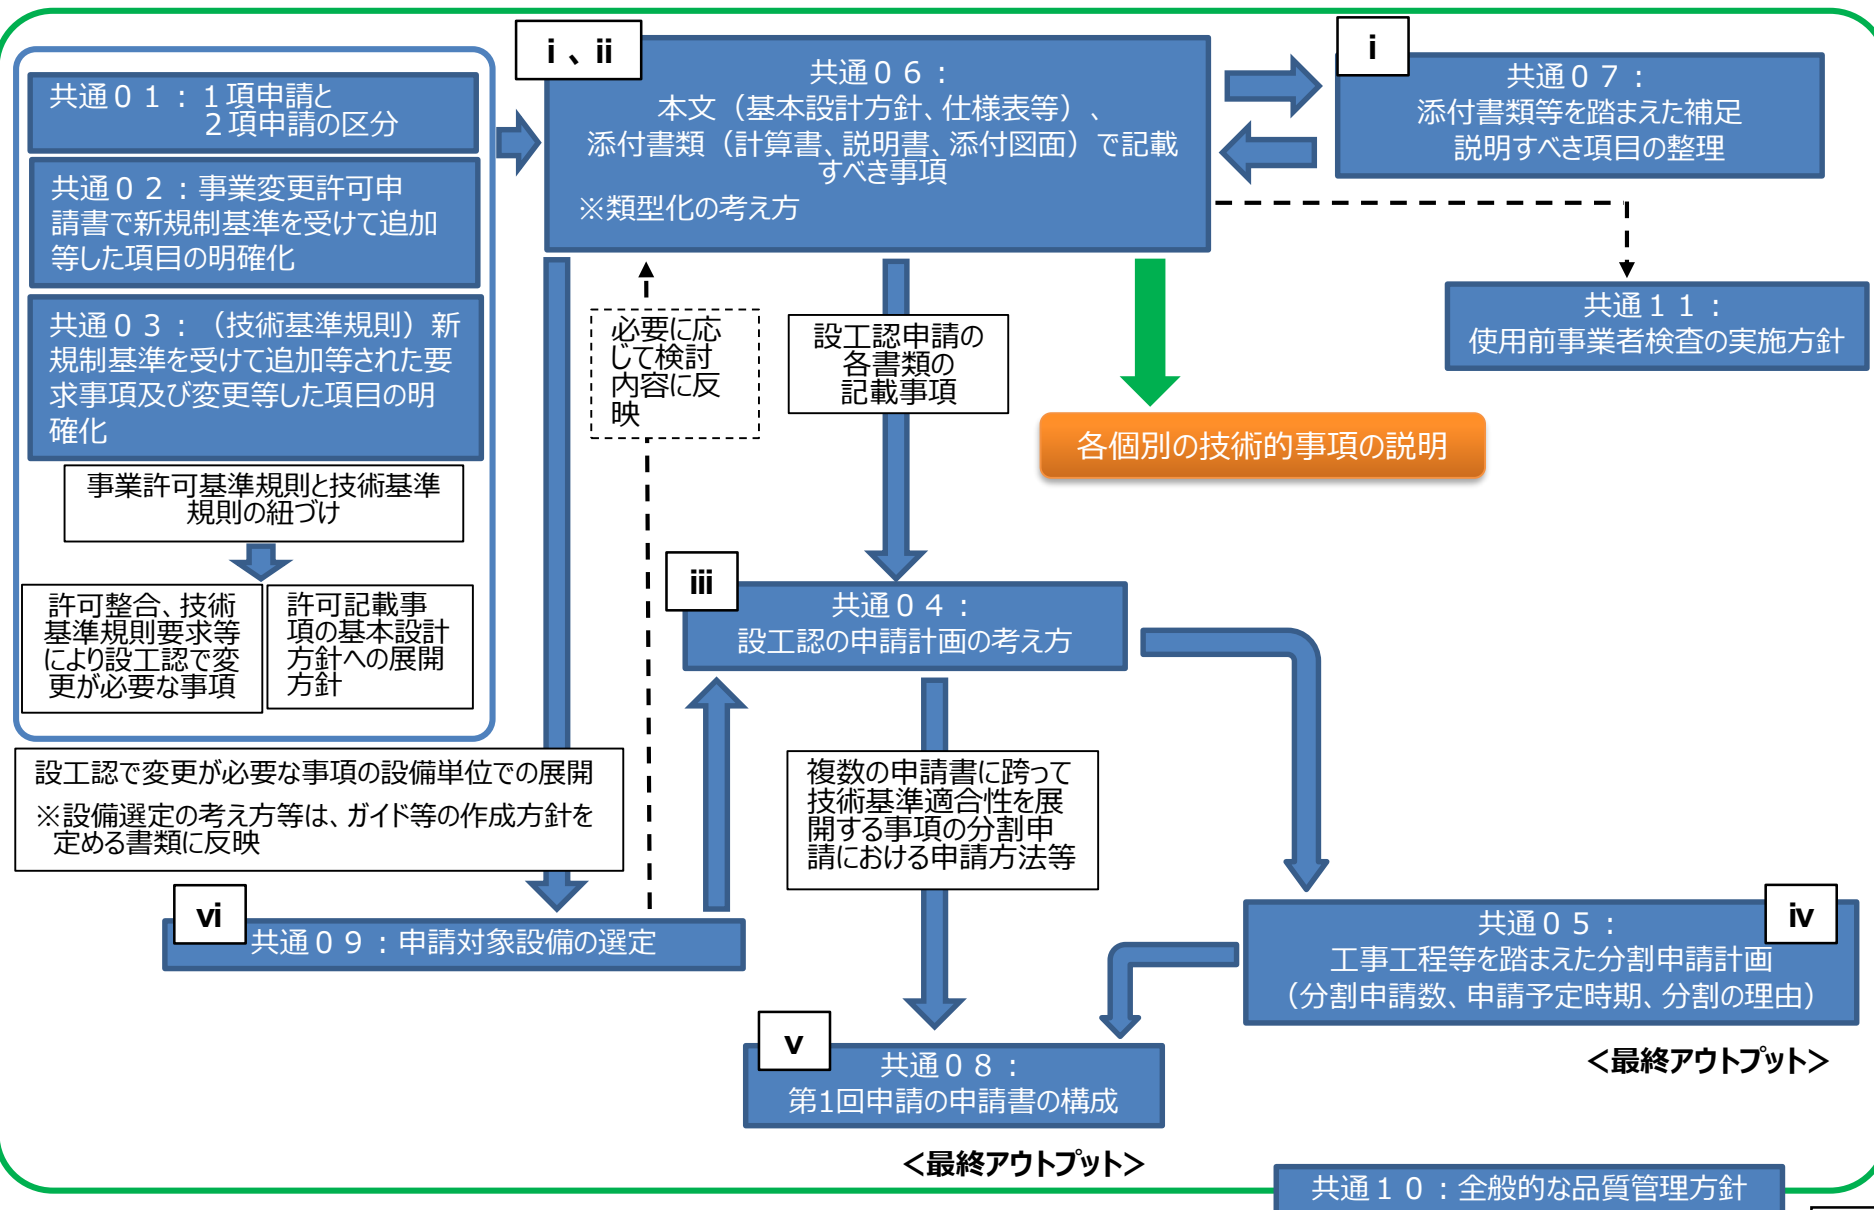 共通０１：１項申請と
２項申請の区分
共通０２：事業変更許可申
請書で新規制基準を受けて追加
等した項目の明確化
共通０３：（技術基準規則）新
規制基準を受けて追加等された要
求事項及び変更等した項目の明
確化
事業許可基準規則と技術基準
規則の紐づけ
許可整合、技術
基準規則要求等
により設工認で変
更が必要な事項
許可記載事
項の基本設計
方針への展開
方針
i 、ii
共通０６：
本文（基本設計方針、仕様表等）、
添付書類（計算書、説明書、添付図面）で記載
すべき事項
※類型化の考え方
i
共通０７：
添付書類等を踏まえた補足
説明すべき項目の整理
共通１１：
使用前事業者検査の実施方針
必要に応
じて検討
内容に反
映
設工認申請の
各書類の
記載事項
各個別の技術的事項の説明
iii
共通０４：
設工認の申請計画の考え方
設工認で変更が必要な事項の設備単位での展開
※設備選定の考え方等は、ガイド等の作成方針を
定める書類に反映
複数の申請書に跨って
技術基準適合性を展
開する事項の分割申
請における申請方法等
vi
共通０９：申請対象設備の選定
iv
共通０５：
工事工程等を踏まえた分割申請計画
（分割申請数、申請予定時期、分割の理由）
＜最終アウトプット＞
v
共通０８：
第1回申請の申請書の構成
＜最終アウトプット＞
共通１０：全般的な品質管理方針